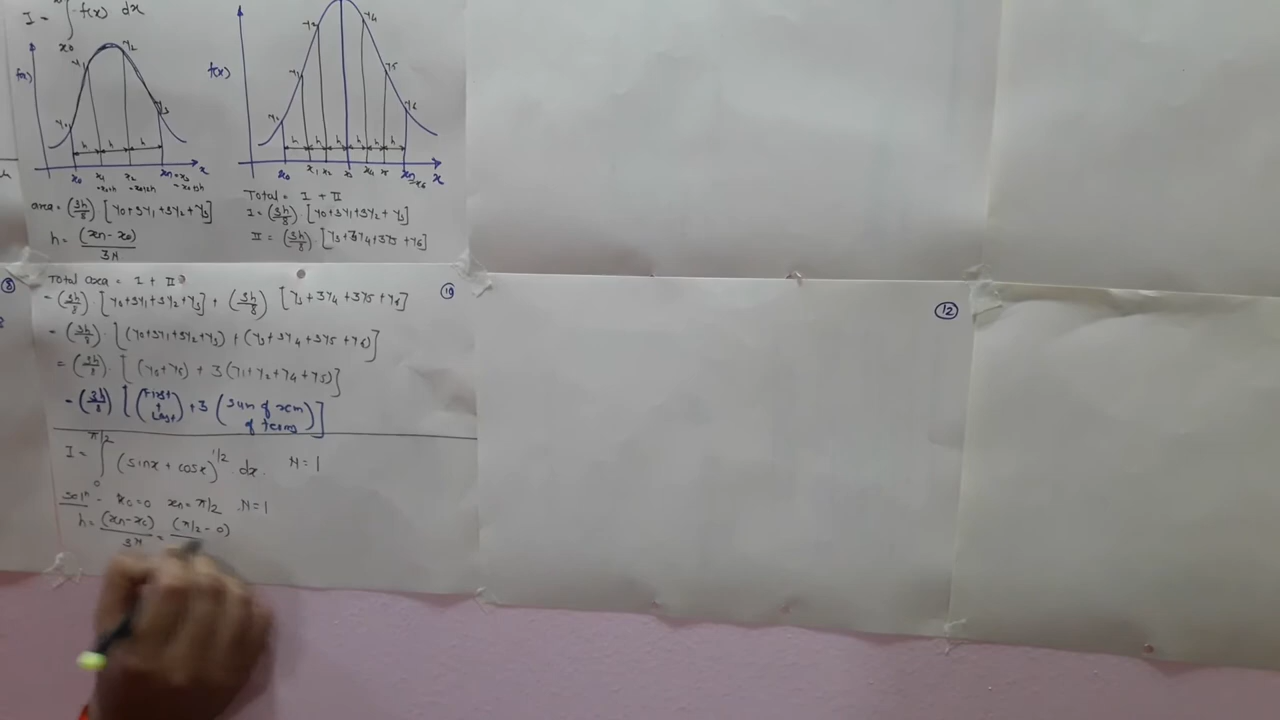 I = ∫ f(x) dx
x0
f(x)
y0
y1
y2
y3
h h h
x0 x1 x2 xn = x3 x
= x0+h = x0+2h = x0+3h
area = (3h/8) · [y0+3y1+3y2+y3]
h = (xn - x0)/3N
f(x)
y0
y1
y2
y4
y5
y6
h h h h h h
x0 x1 x2 x3 x4 x5 xn x
= x6
Total = I + II
I = (3h/8) · [y0+3y1+3y2+y3]
II = (3h/8) · [y3+3y4+3y5+y6]
8
Total area = I + II
= (3h/8) [y0+3y1+3y2+y3] + (3h/8) [y3+3y4+3y5+y6]
= (3h/8) · [(y0+3y1+3y2+y3) + (y3+3y4+3y5+y6)]
= (3h/8) · [(y0+y6) + 3(y1+y2+y4+y5)]
= (3h/8) [(First + Last) + 3 (Sum of rem of terms)]
I = ∫ 0 π/2 (sinx + cosx)^1/2 dx. N = 1
soln - x0=0 xn=π/2 N=1
h = (xn-x0)/3N = (π/2 - 0)
10
12